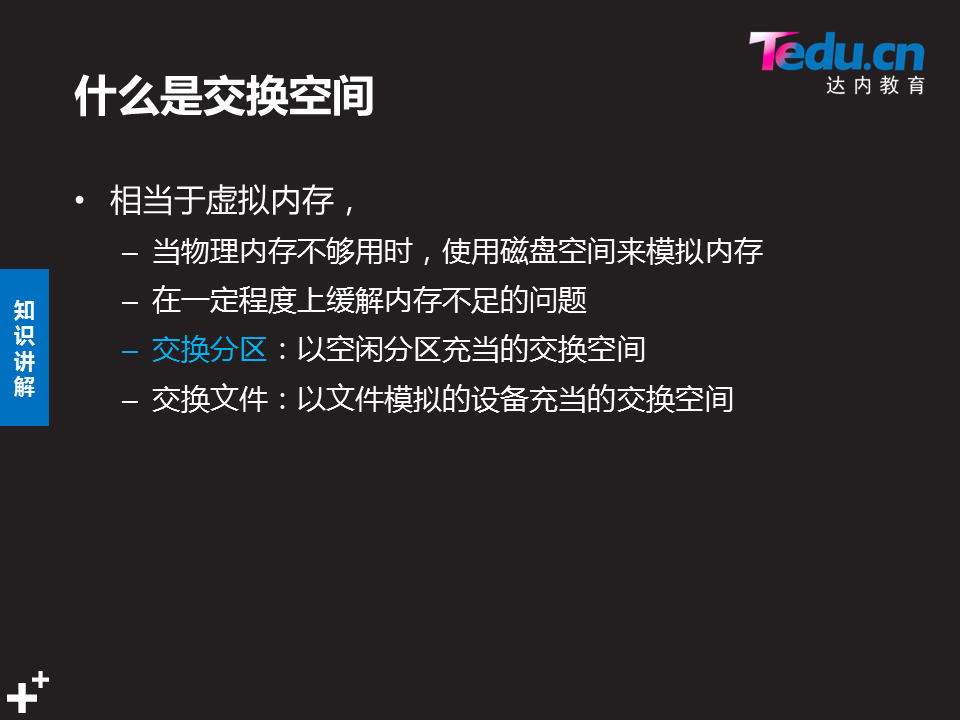 Tedu.cn
达内教育
什么是交换空间
• 相当于虚拟内存，
– 当物理内存不够用时，使用磁盘空间来模拟内存
– 在一定程度上缓解内存不足的问题
– 交换分区：以空闲分区充当的交换空间
– 交换文件：以文件模拟的设备充当的交换空间
知识讲解